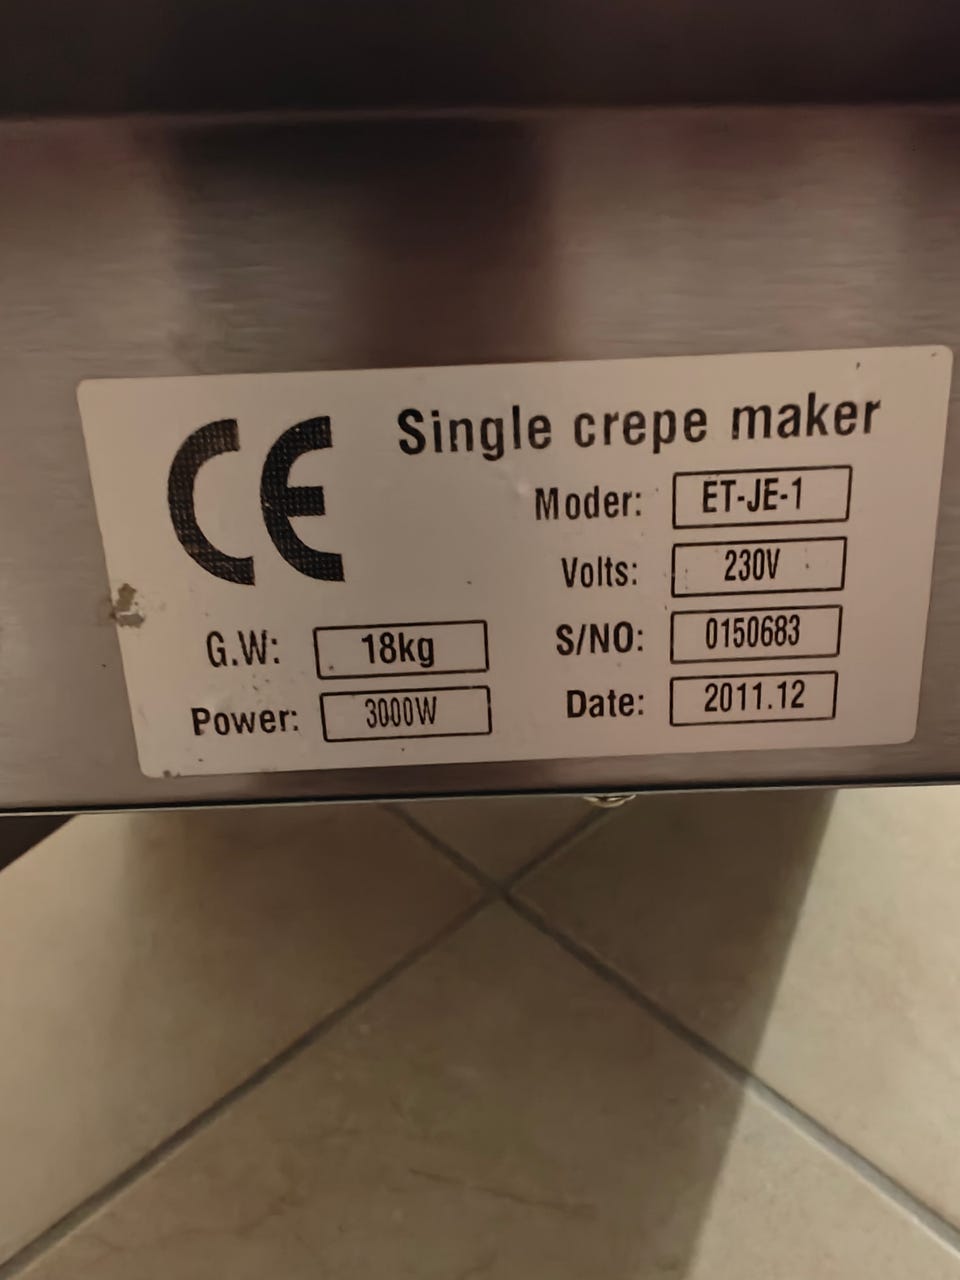 CE
Single crepe maker
Moder: ET-JE-1
Volts: 230V
G.W: 18kg
S/NO: 0150683
Power: 3000W
Date: 2011.12